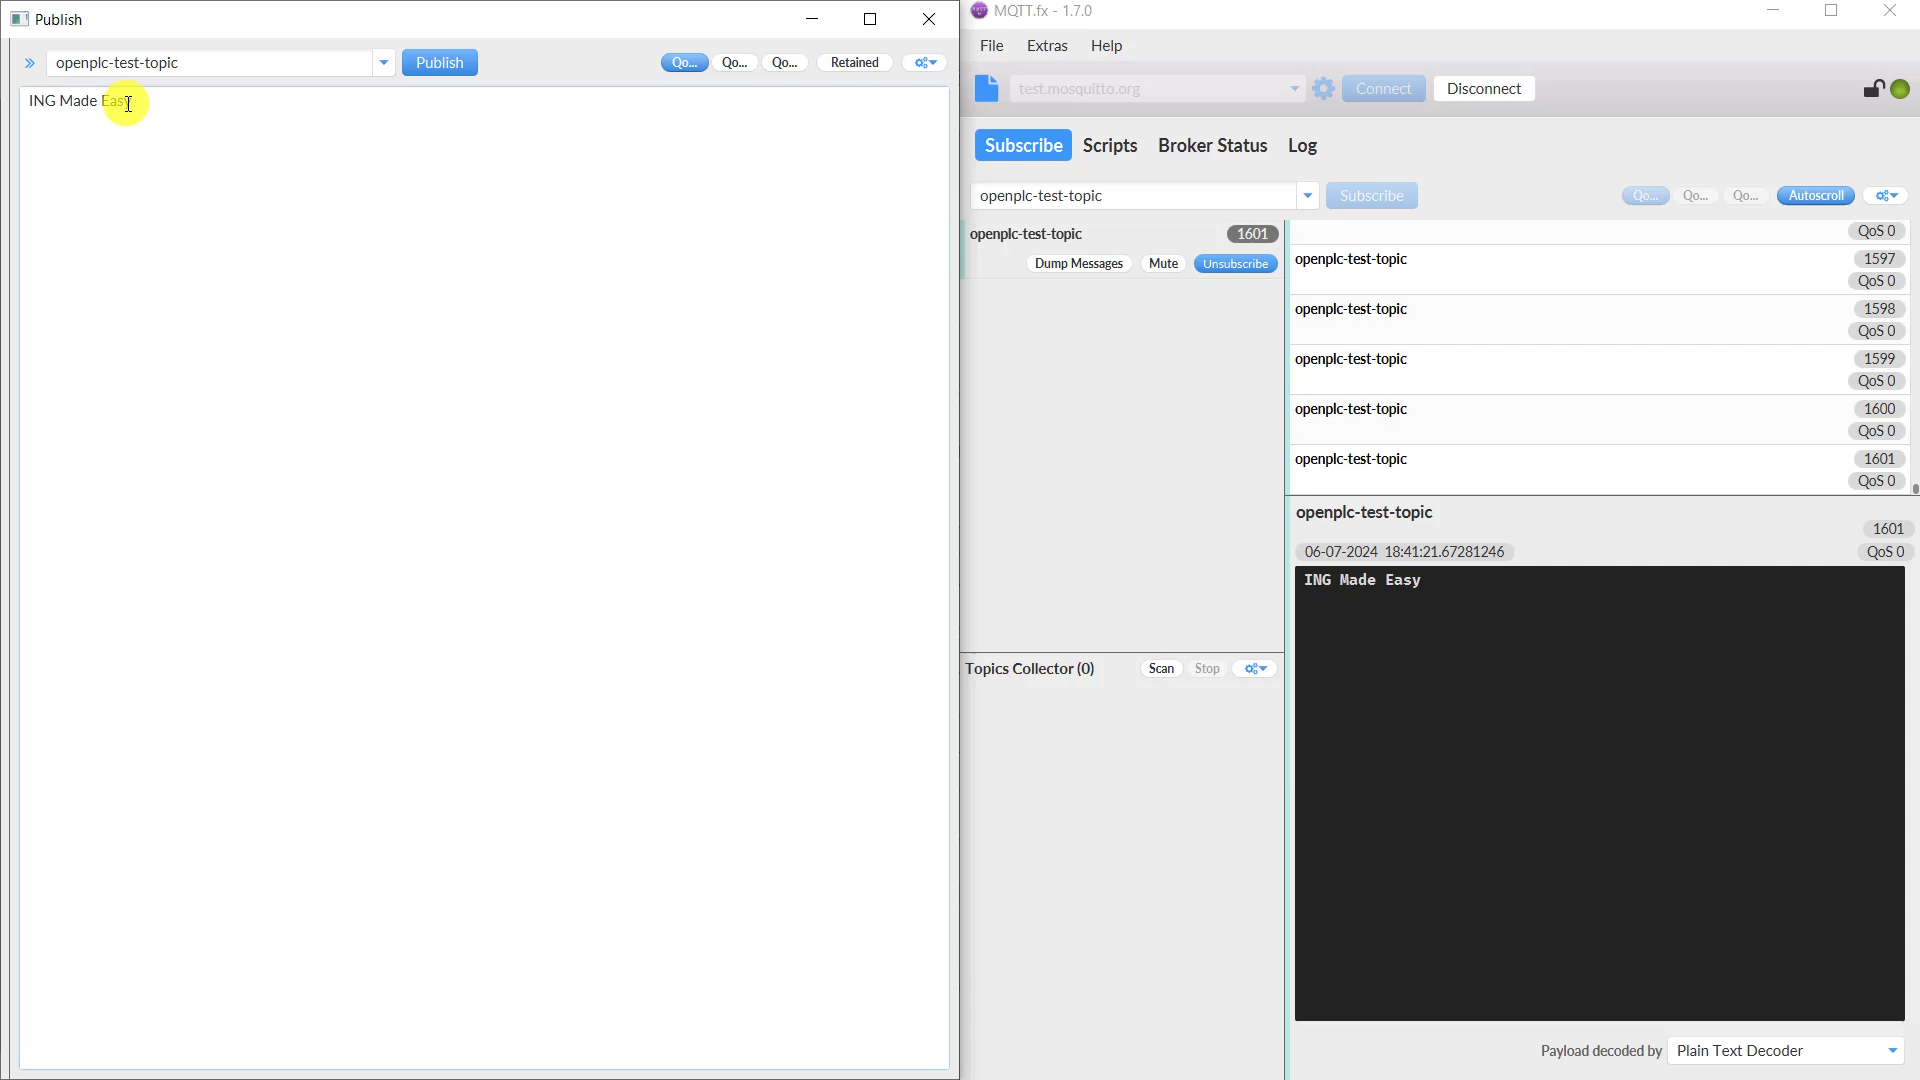 Publish
openplc-test-topic
Publish
Qo...
Qo...
Qo...
Retained
ING Made Easy
MQTT.fx - 1.7.0
File
Extras
Help
test.mosquitto.org
Connect
Disconnect
Subscribe
Scripts
Broker Status
Log
openplc-test-topic
Subscribe
Qo...
Qo...
Qo...
Autoscroll
openplc-test-topic
1601
Dump Messages
Mute
Unsubscribe
QoS 0
openplc-test-topic
1597
QoS 0
openplc-test-topic
1598
QoS 0
openplc-test-topic
1599
QoS 0
openplc-test-topic
1600
QoS 0
openplc-test-topic
1601
QoS 0
Topics Collector (0)
Scan
Stop
openplc-test-topic
1601
06-07-2024 18:41:21.67281246
QoS 0
ING Made Easy
Payload decoded by
Plain Text Decoder